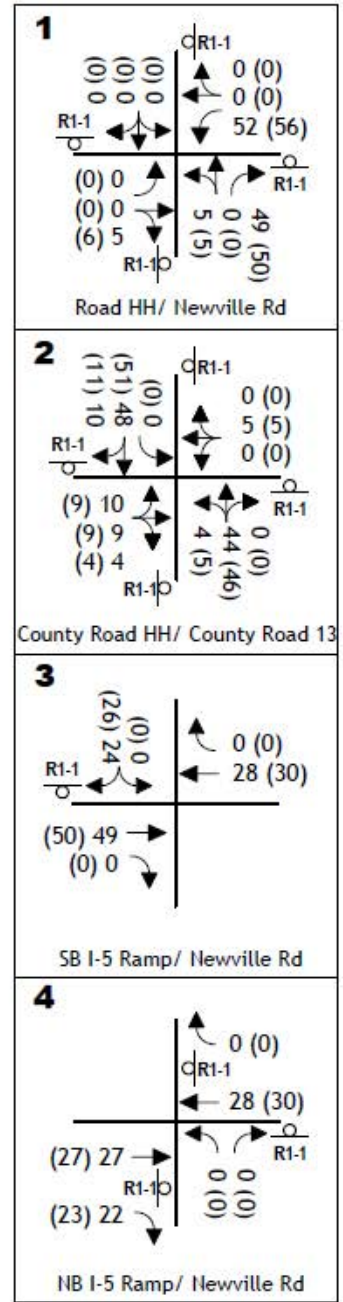 1
R1-1
(0) 0
(0) 0
(0) 0
0 (0)
0 (0)
52 (56)
R1-1
(0) 0
(0) 0
(6) 5
R1-1
R1-1
5 (5)
0 (0)
49 (50)
Road HH/ Newville Rd
2
R1-1
(11) 10
(51) 48
(0) 0
0 (0)
5 (5)
0 (0)
R1-1
(9) 10
(9) 9
(4) 4
R1-1
R1-1
4 (5)
44 (46)
0 (0)
County Road HH/ County Road 13
3
(26) 24
(0) 0
0 (0)
28 (30)
R1-1
(50) 49
(0) 0
SB I-5 Ramp/ Newville Rd
4
0 (0)
R1-1
28 (30)
(27) 27
R1-1
R1-1
(23) 22
0 (0)
0 (0)
NB I-5 Ramp/ Newville Rd